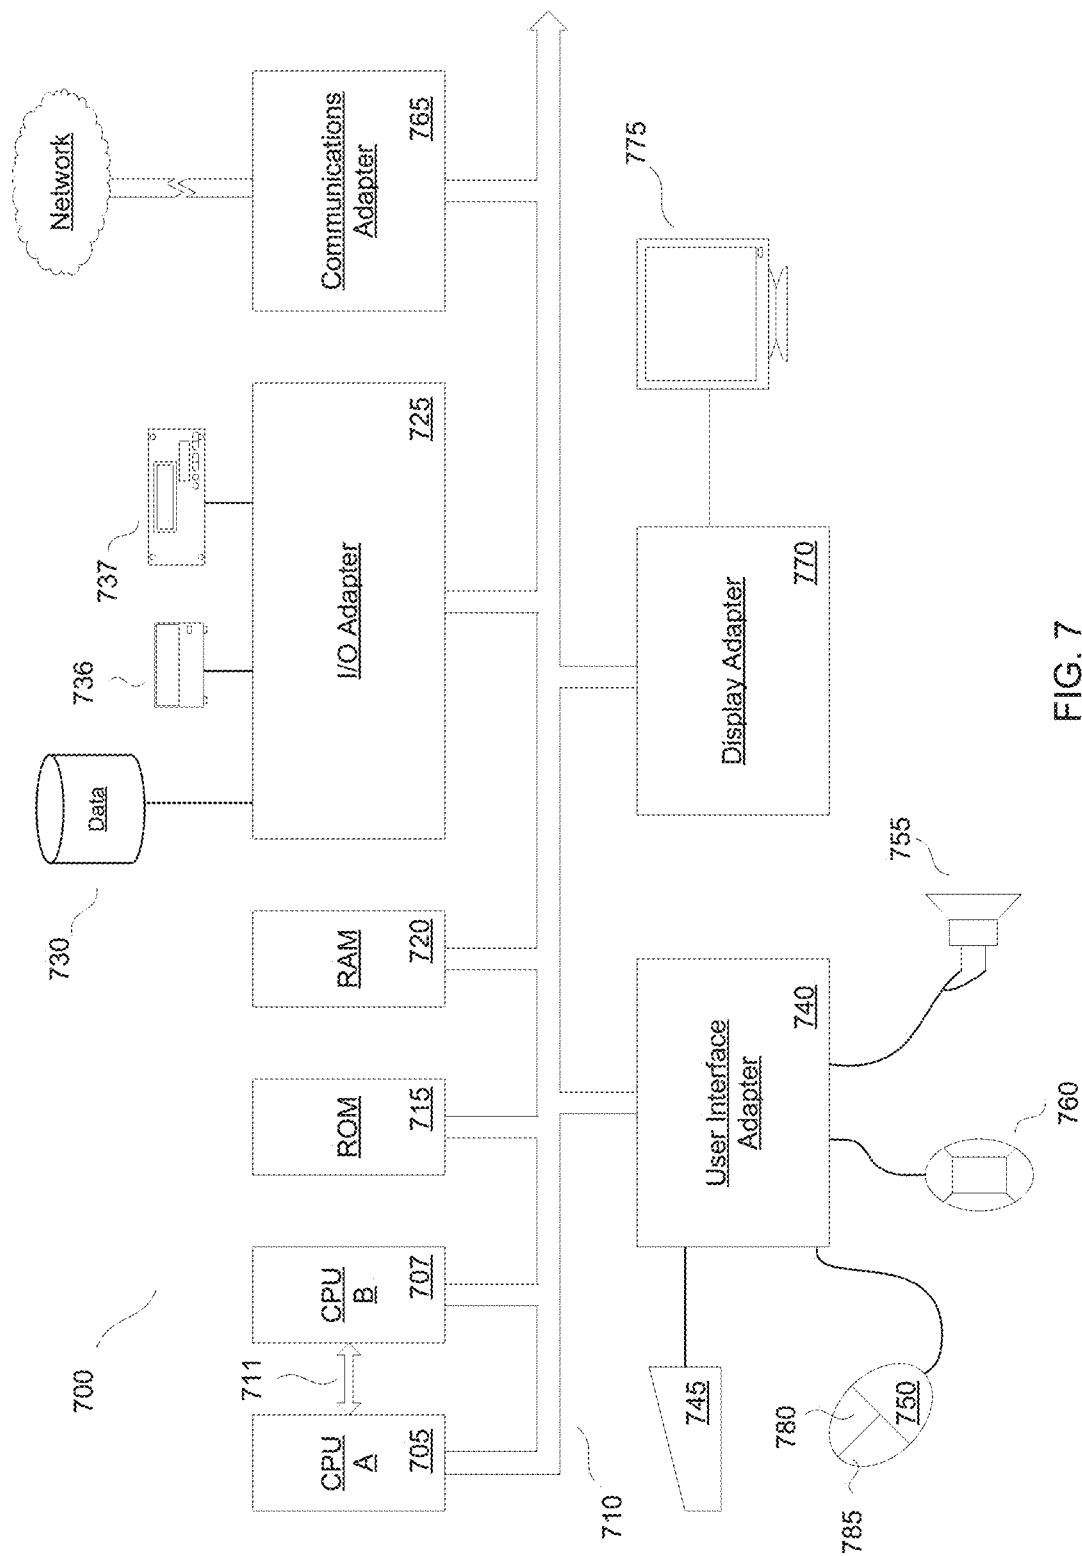 700
CPU
A
705
711
CPU
B
707
ROM
715
RAM
720
730
Data
736
737
I/O Adapter
725
Network
Communications
Adapter
765
710
745
785
780
750
User Interface
Adapter
740
760
755
Display Adapter
770
775
FIG. 7